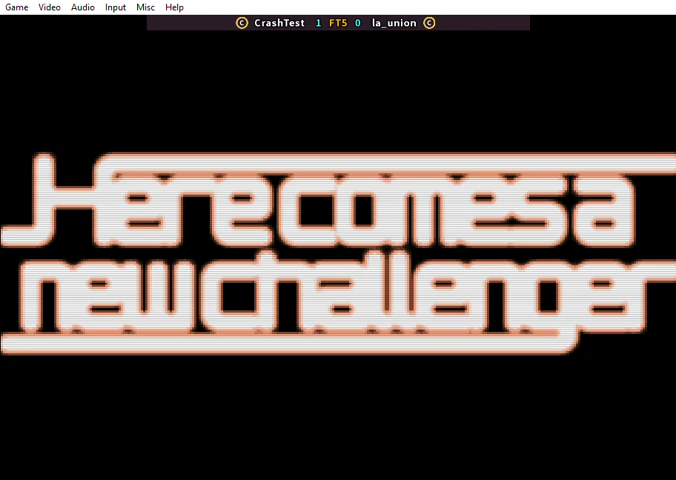 Game Video Audio Input Misc Help
© CrashTest 1 FT5 0 la_union ©
Here comes a
new challenger